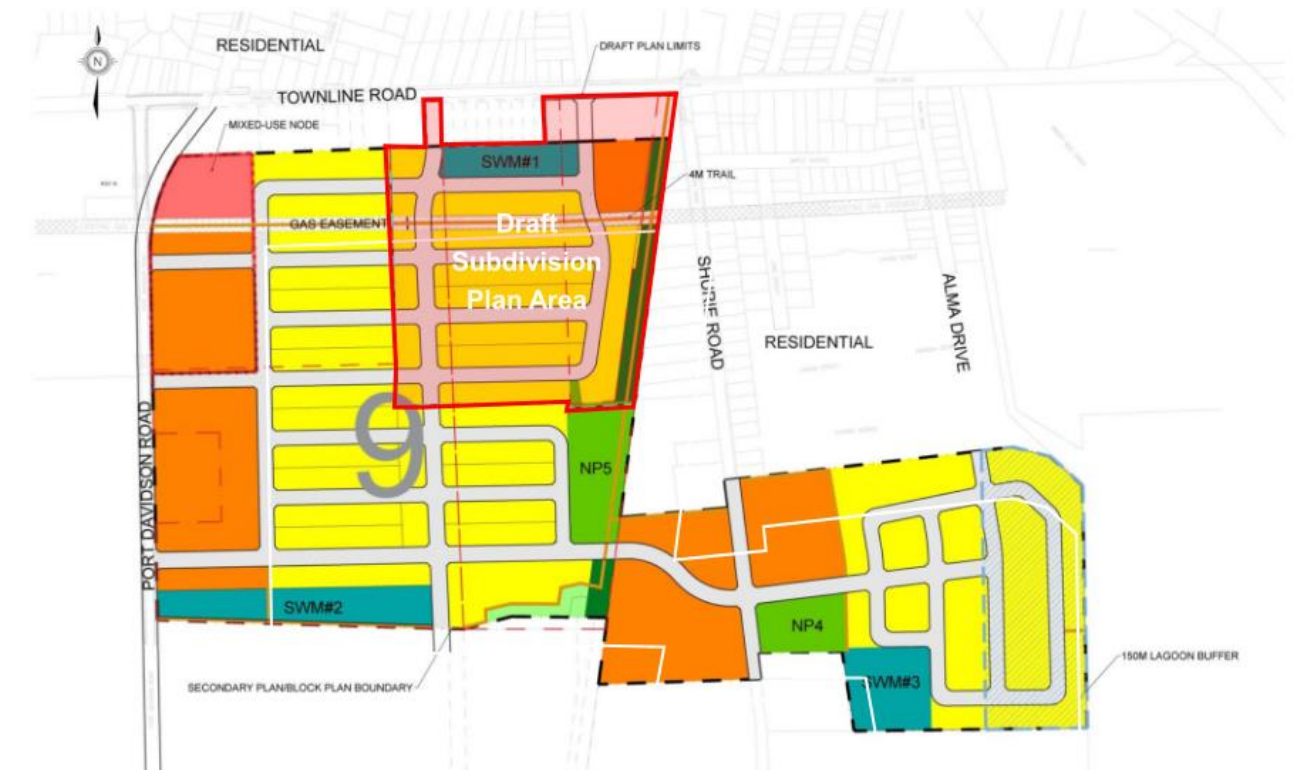 RESIDENTIAL
DRAFT PLAN LIMITS
N
TOWNLINE ROAD
MIXED-USE NODE
SWM#1
4M TRAIL
GAS EASEMENT
Draft
Subdivision
Plan Area
SHURIE ROAD
ALMA DRIVE
RESIDENTIAL
9
PORT DAVIDSON ROAD
NP5
SWM#2
NP4
SECONDARY PLAN/BLOCK PLAN BOUNDARY
SWM#3
150M LAGOON BUFFER